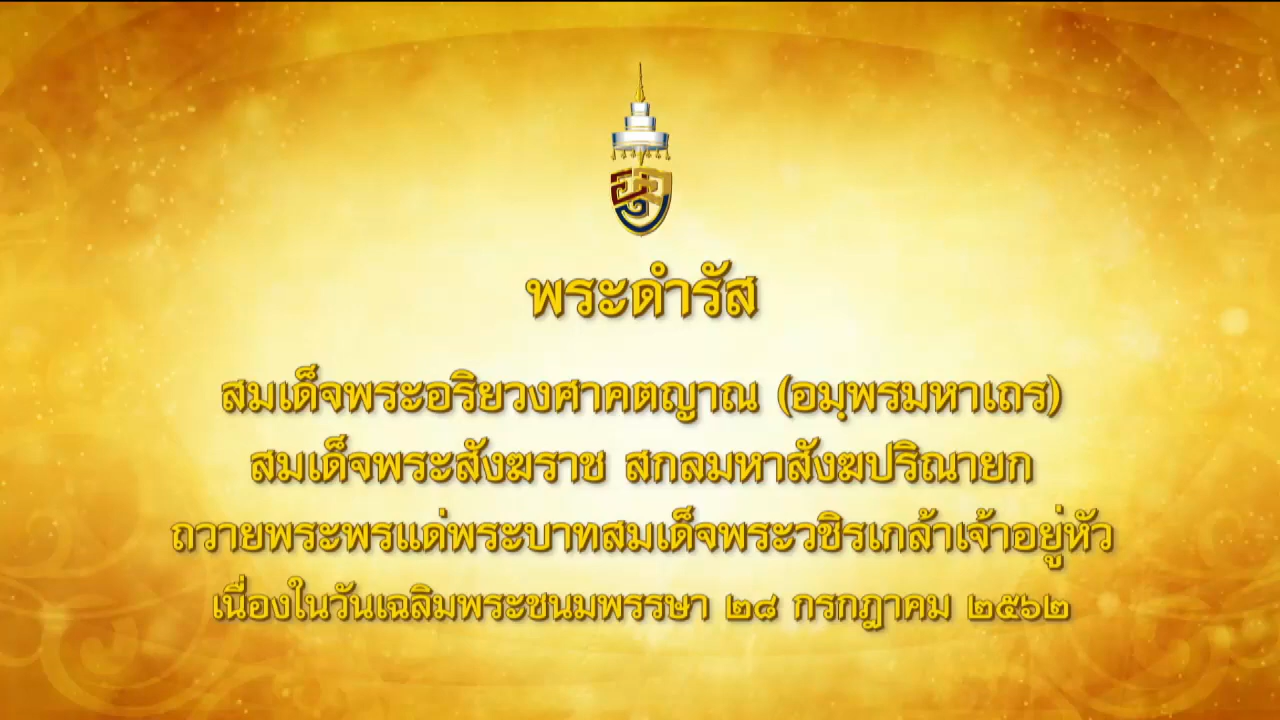 พระดำรัส
สมเด็จพระอริยวงศาคตญาณ (อมฺพรมหาเถร)
สมเด็จพระสังฆราช สกลมหาสังฆปริณายก
ถวายพระพรแด่พระบาทสมเด็จพระวชิรเกล้าเจ้าอยู่หัว
เนื่องในวันเฉลิมพระชนมพรรษา ๒๘ กรกฎาคม ๒๕๖๒